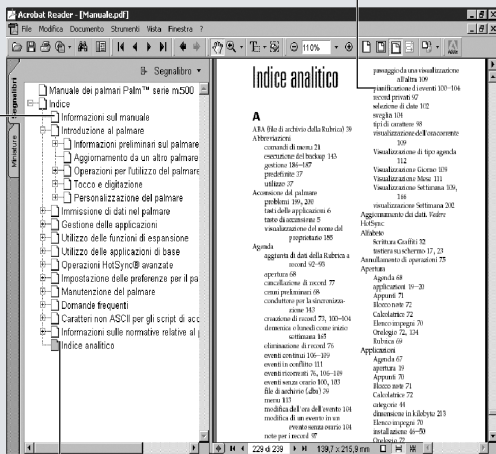 Acrobat Reader - [Manuale.pdf]
File Modifica Documento Strumenti Vista Finestra ?
110%
Segnalibro
Segnalibri
Miniature
Manuale dei palmari Palm™ serie m500
Indice
Informazioni sul manuale
Introduzione al palmare
Informazioni preliminari sul palmare
Aggiornamento da un altro palmare
Operazioni per l'utilizzo del palmare
Tocco e digitazione
Personalizzazione del palmare
Immissione di dati nel palmare
Gestione delle applicazioni
Utilizzo delle funzioni di espansione
Utilizzo delle applicazioni di base
Operazioni HotSync® avanzate
Impostazione delle preferenze per il pa
Manutenzione del palmare
Domande frequenti
Caratteri non ASCII per gli script di acc
Informazioni sulle normative relative al
Indice analitico
Indice analitico
A
ABA (file di archivio della Rubrica) 39
Abbreviazioni
comandi di menu 21
esecuzione del backup 143
gestione 186–187
predefinite 37
utilizzo 37
Accensione del palmare
problemi 199, 200
tasti delle applicazioni 6
tasto di accensione 5
visualizzazione del nome del
proprietario 185
Agenda
aggiunta di dati della Rubrica a
record 92–93
apertura 68
cancellazione di record 77
cenni preliminari 68
conduttore per la sincronizza-
zione 143
creazione di record 73, 100–104
domenica o lunedì come inizio
settimana 165
eliminazione di record 76
eventi continui 106–109
eventi in conflitto 111
eventi ricorrenti 76, 106–109
eventi senza orario 100, 103
file di archivio (.dba) 39
menu 113
modifica dell'ora dell'evento 104
modifica di un evento in un
evento senza orario 104
note per i record 97
passaggio da una visualizzazione
all'altra 109
pianificazione di eventi 100–104
record privati 97
selezione di date 102
sveglia 104
tipi di carattere 98
visualizzazione dell'ora corrente
109
Visualizzazione di tipo agenda
112
Visualizzazione Giorno 109
Visualizzazione Mese 111
Visualizzazione Settimana 109,
166
visualizzazione Settimana 202
Aggiornamento dei dati. Vedere
HotSync
Alfabeto
Scrittura Graffiti 52
tastiera su schermo 17, 23
Annullamento di operazioni 75
Apertura
Agenda 68
applicazioni 19–20
Appunti 71
Blocco note 71
Calcolatrice 72
Elenco impegni 70
Orologio 72, 134
Rubrica 69
Applicazioni
Agenda 67
apertura 19
Appunti 70
Blocco note 71
Calcolatrice 72
categorie 44
dimensione in kilobyte 213
Elenco impegni 70
installazione 46–50
Orologio 72
229 di 239
139,7 x 215,9 mm